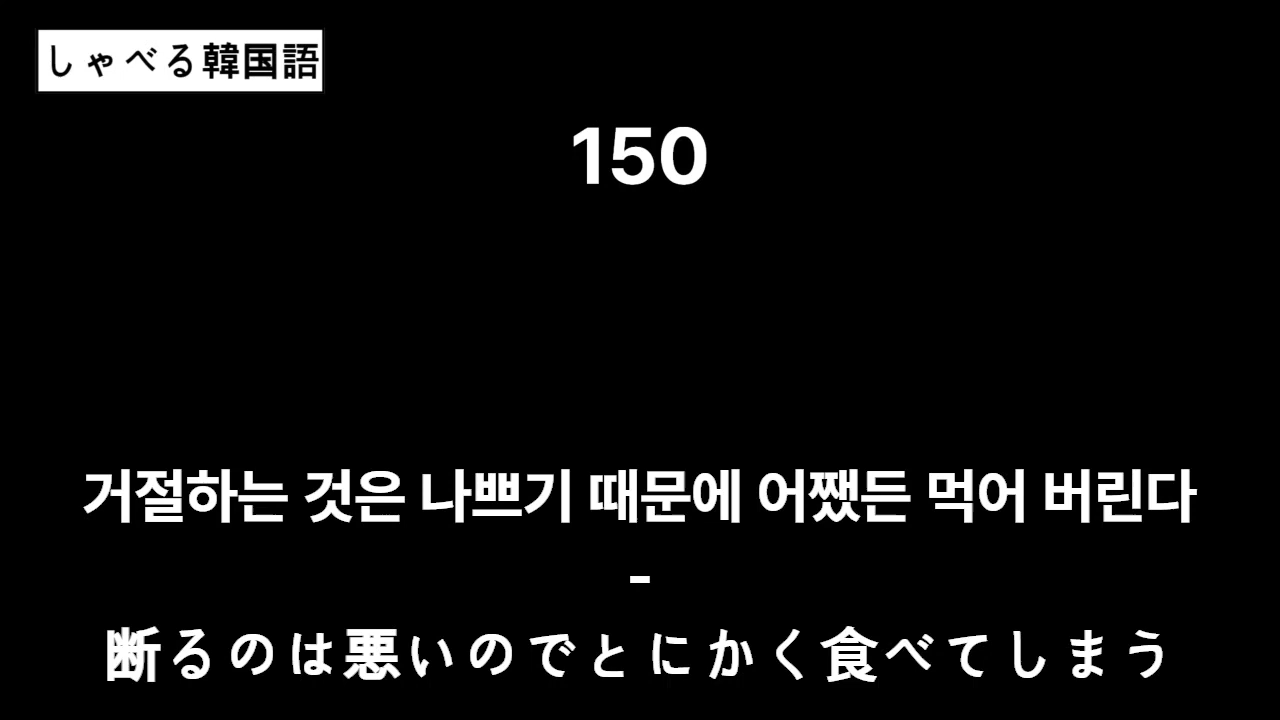 しゃべる韓国語
150
거절하는 것은 나쁘기 때문에 어쨌든 먹어 버린다
-
断るのは悪いのでとにかく食べてしまう